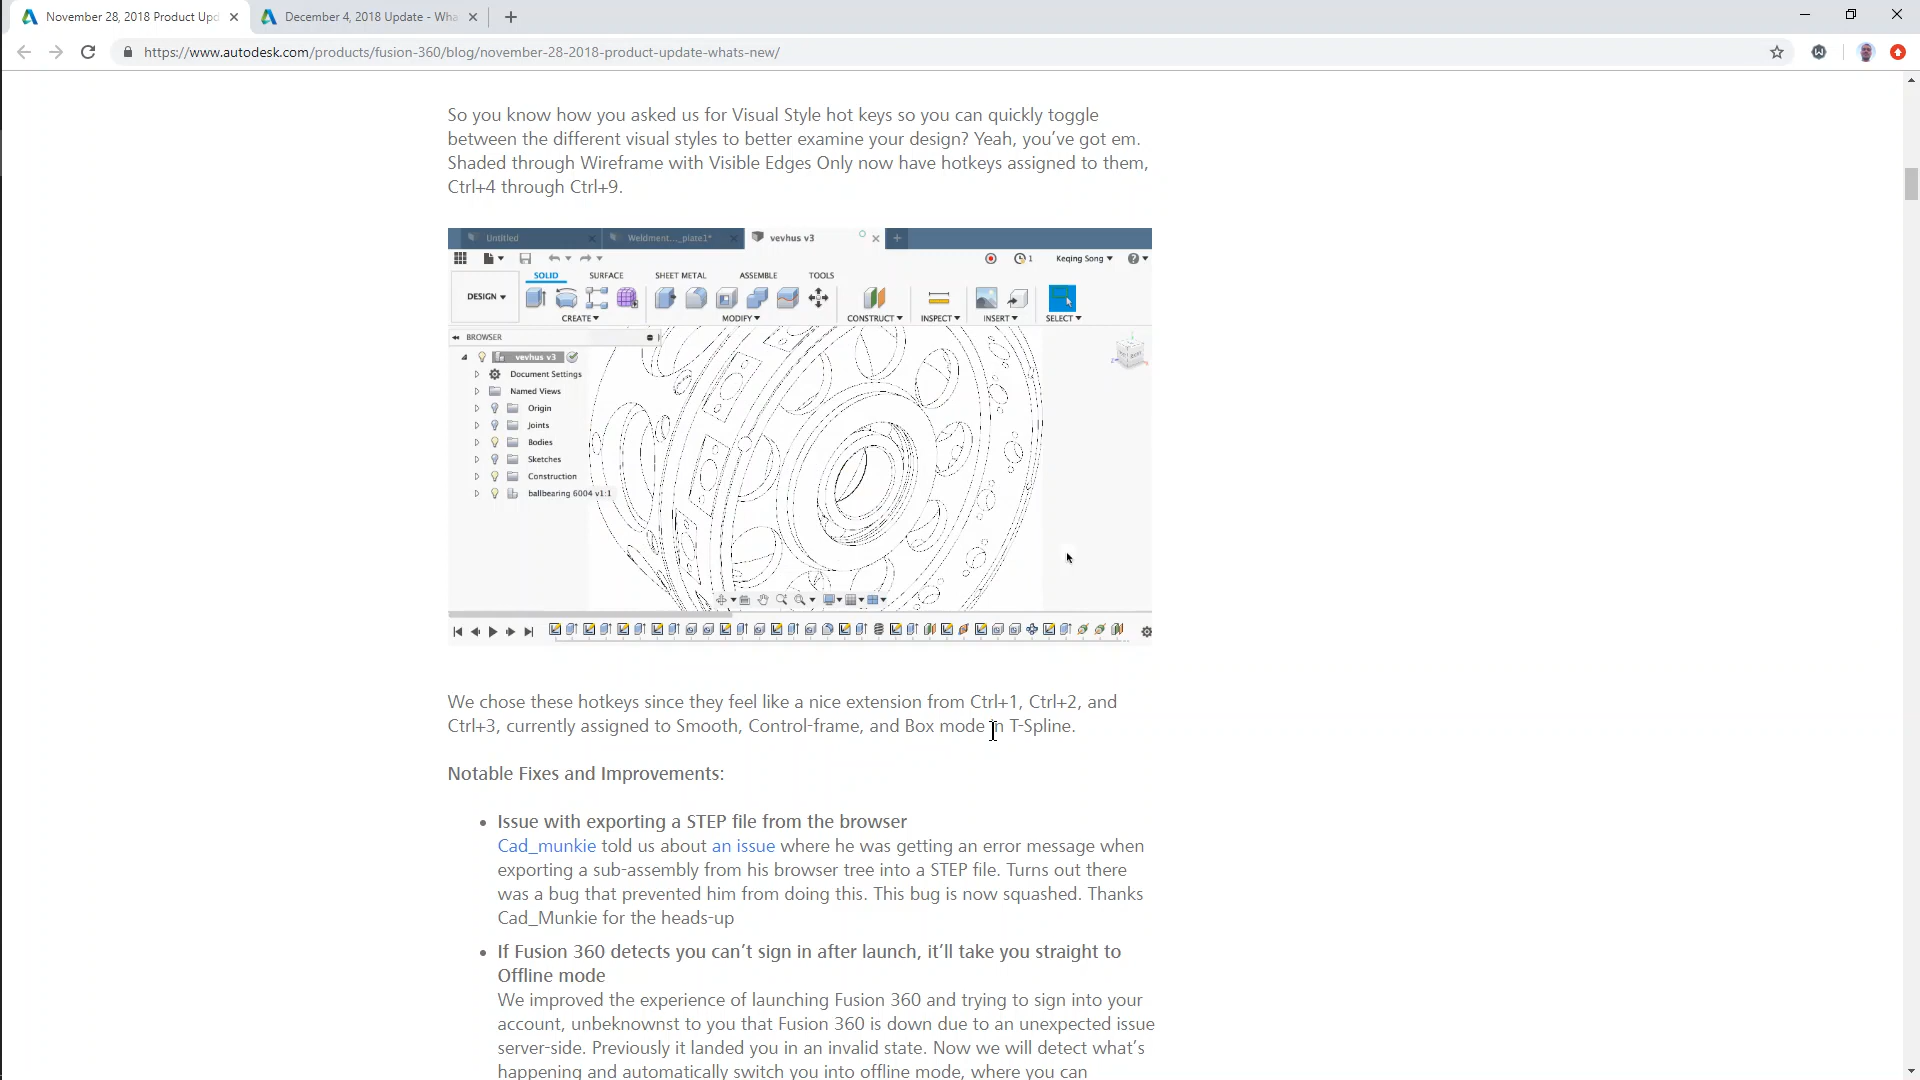 November 28, 2018 Product Upd
December 4, 2018 Update - Wha
https://www.autodesk.com/products/fusion-360/blog/november-28-2018-product-update-whats-new/
So you know how you asked us for Visual Style hot keys so you can quickly toggle
between the different visual styles to better examine your design? Yeah, you've got em.
Shaded through Wireframe with Visible Edges Only now have hotkeys assigned to them,
Ctrl+4 through Ctrl+9.
Untitled
Weldment..._plate1*
vevhus v3
1
Keqing Song
SOLID
SURFACE
SHEET METAL
ASSEMBLE
TOOLS
DESIGN
CREATE
MODIFY
CONSTRUCT
INSPECT
INSERT
SELECT
BROWSER
vevhus v3
Document Settings
Named Views
Origin
Joints
Bodies
Sketches
Construction
ballbearing 6004 v1:1
We chose these hotkeys since they feel like a nice extension from Ctrl+1, Ctrl+2, and
Ctrl+3, currently assigned to Smooth, Control-frame, and Box mode in T-Spline.
Notable Fixes and Improvements:
• Issue with exporting a STEP file from the browser
Cad_munkie told us about an issue where he was getting an error message when
exporting a sub-assembly from his browser tree into a STEP file. Turns out there
was a bug that prevented him from doing this. This bug is now squashed. Thanks
Cad_Munkie for the heads-up
• If Fusion 360 detects you can't sign in after launch, it'll take you straight to
Offline mode
We improved the experience of launching Fusion 360 and trying to sign into your
account, unbeknownst to you that Fusion 360 is down due to an unexpected issue
server-side. Previously it landed you in an invalid state. Now we will detect what's
happening and automatically switch you into offline mode, where you can